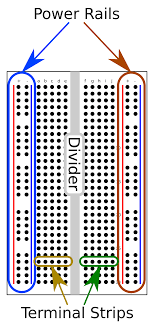 Power Rails
a b c d e
f g h i j
Divider
Terminal Strips